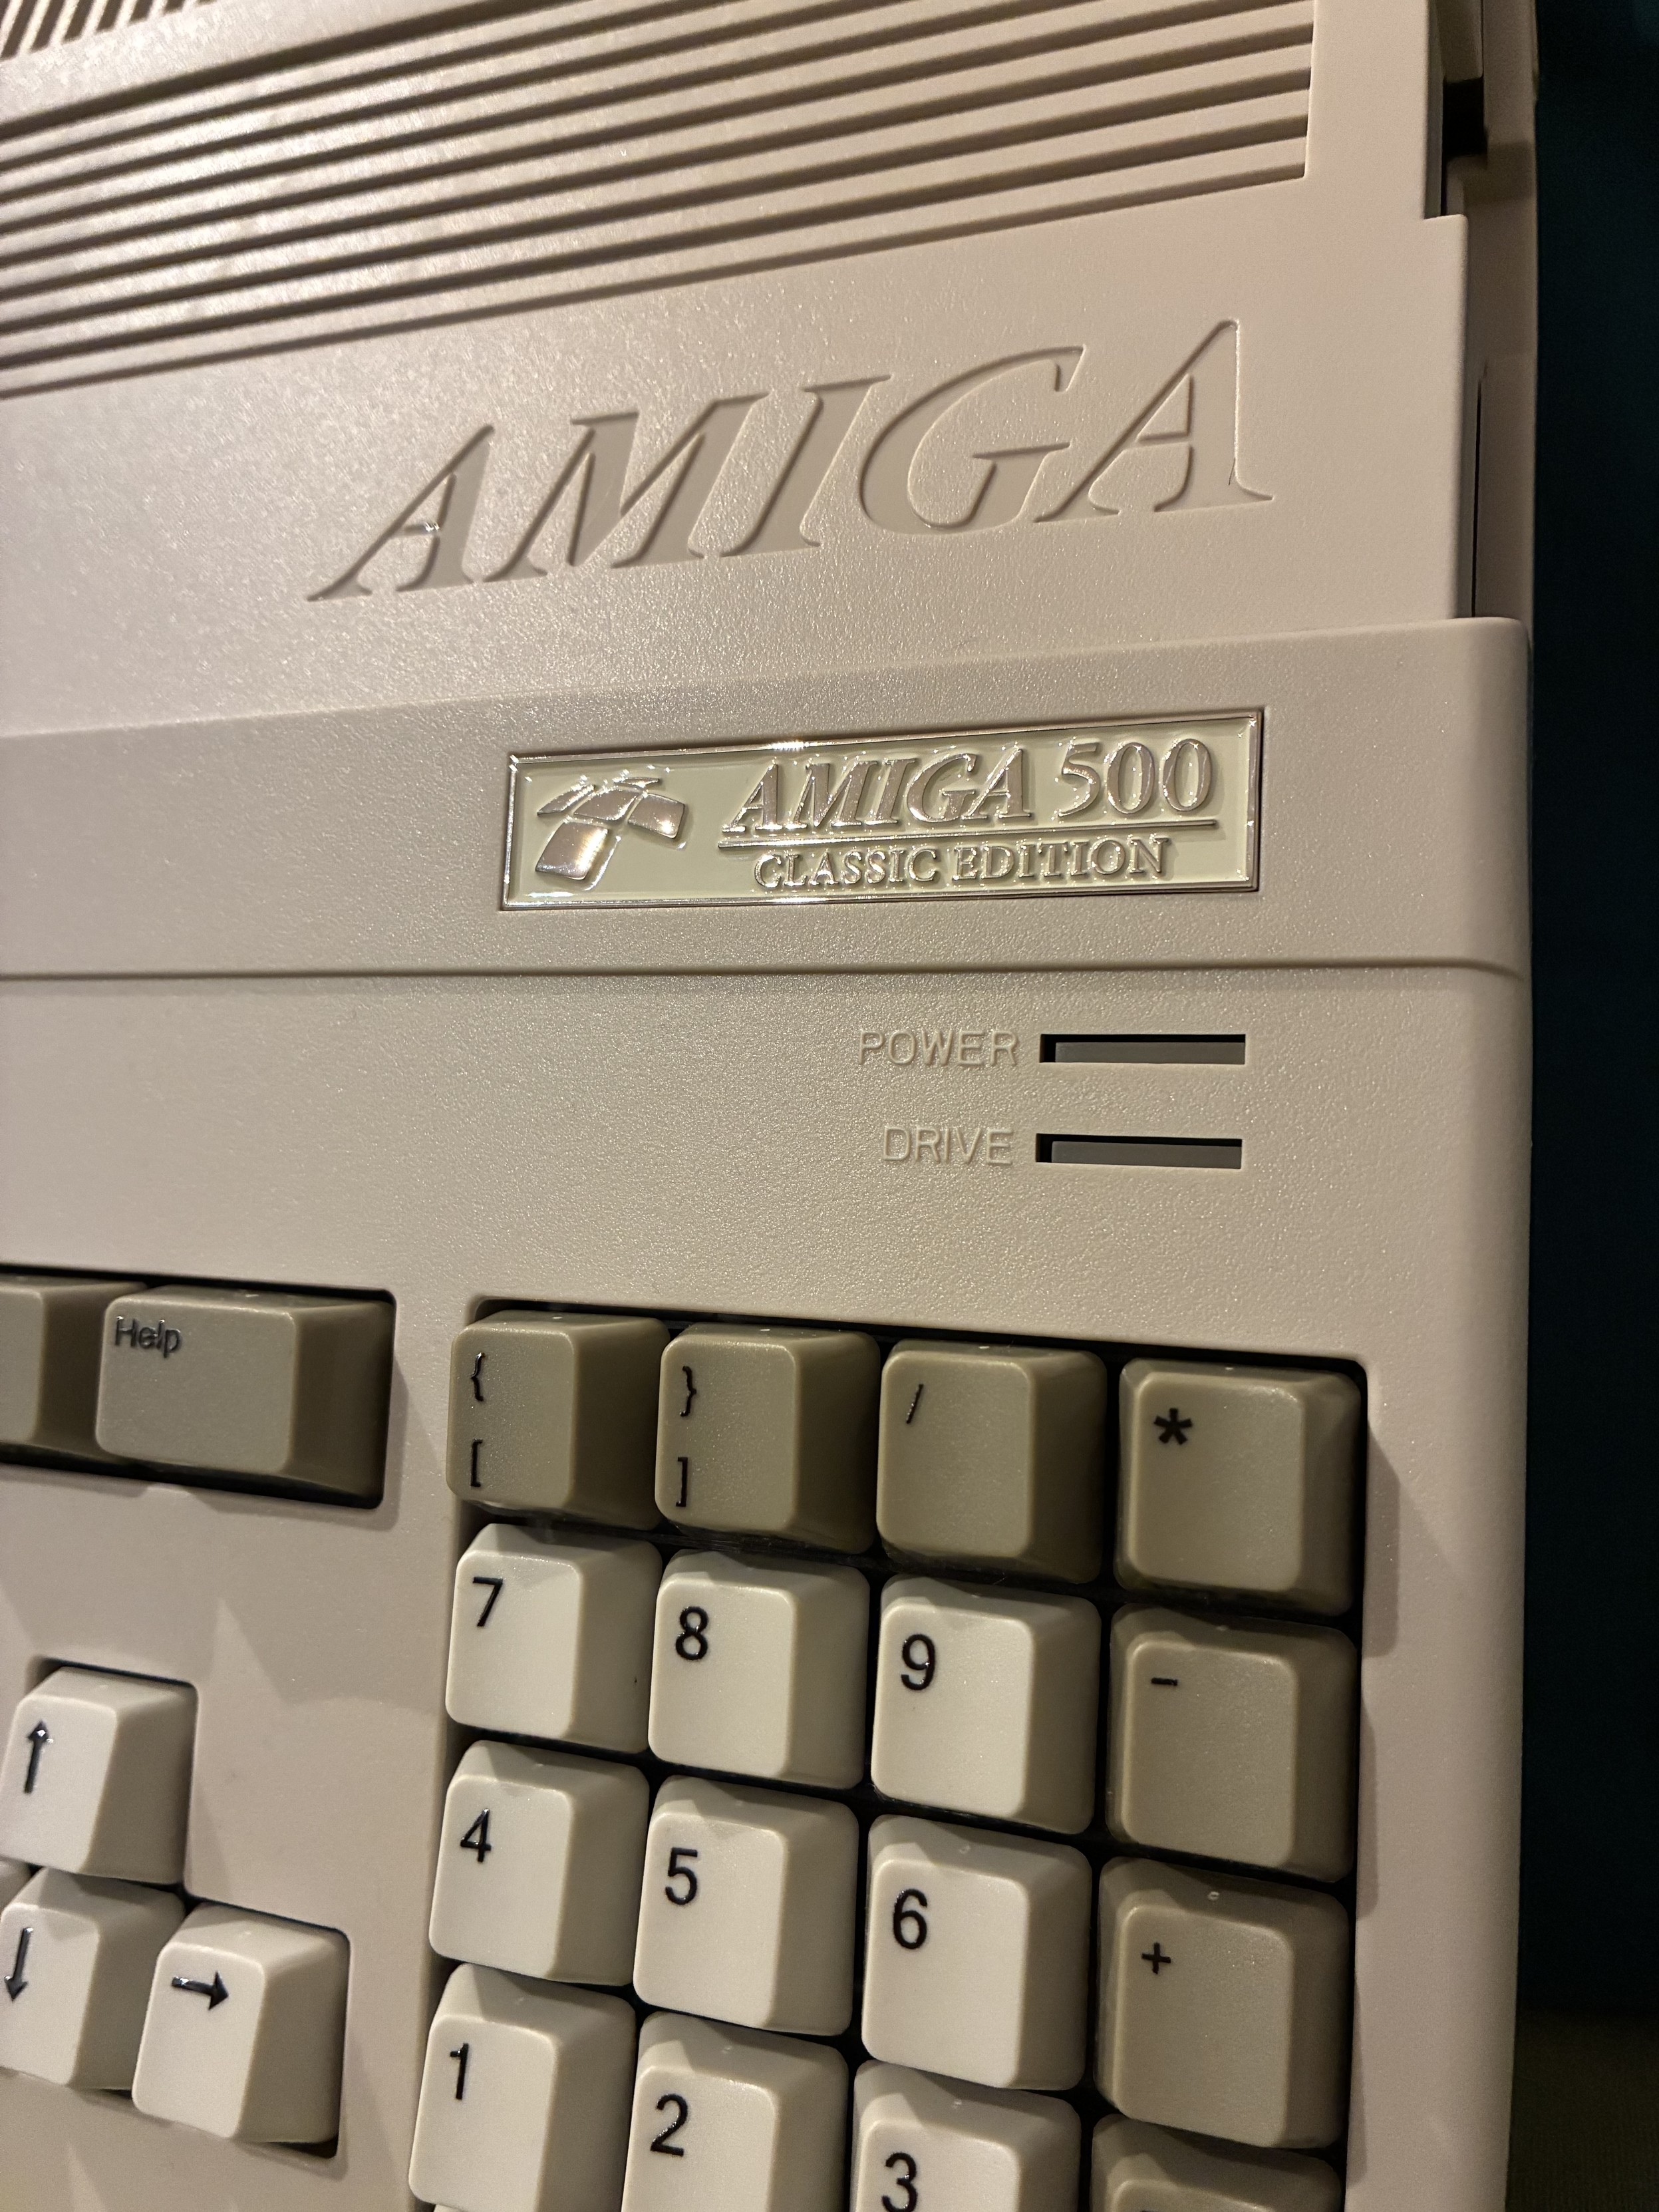 AMIGA
AMIGA 500
CLASSIC EDITION
POWER
DRIVE
Help
{ } / *
[ ]
7 8 9 -
↑
4 5 6 +
↓ →
1 2 3